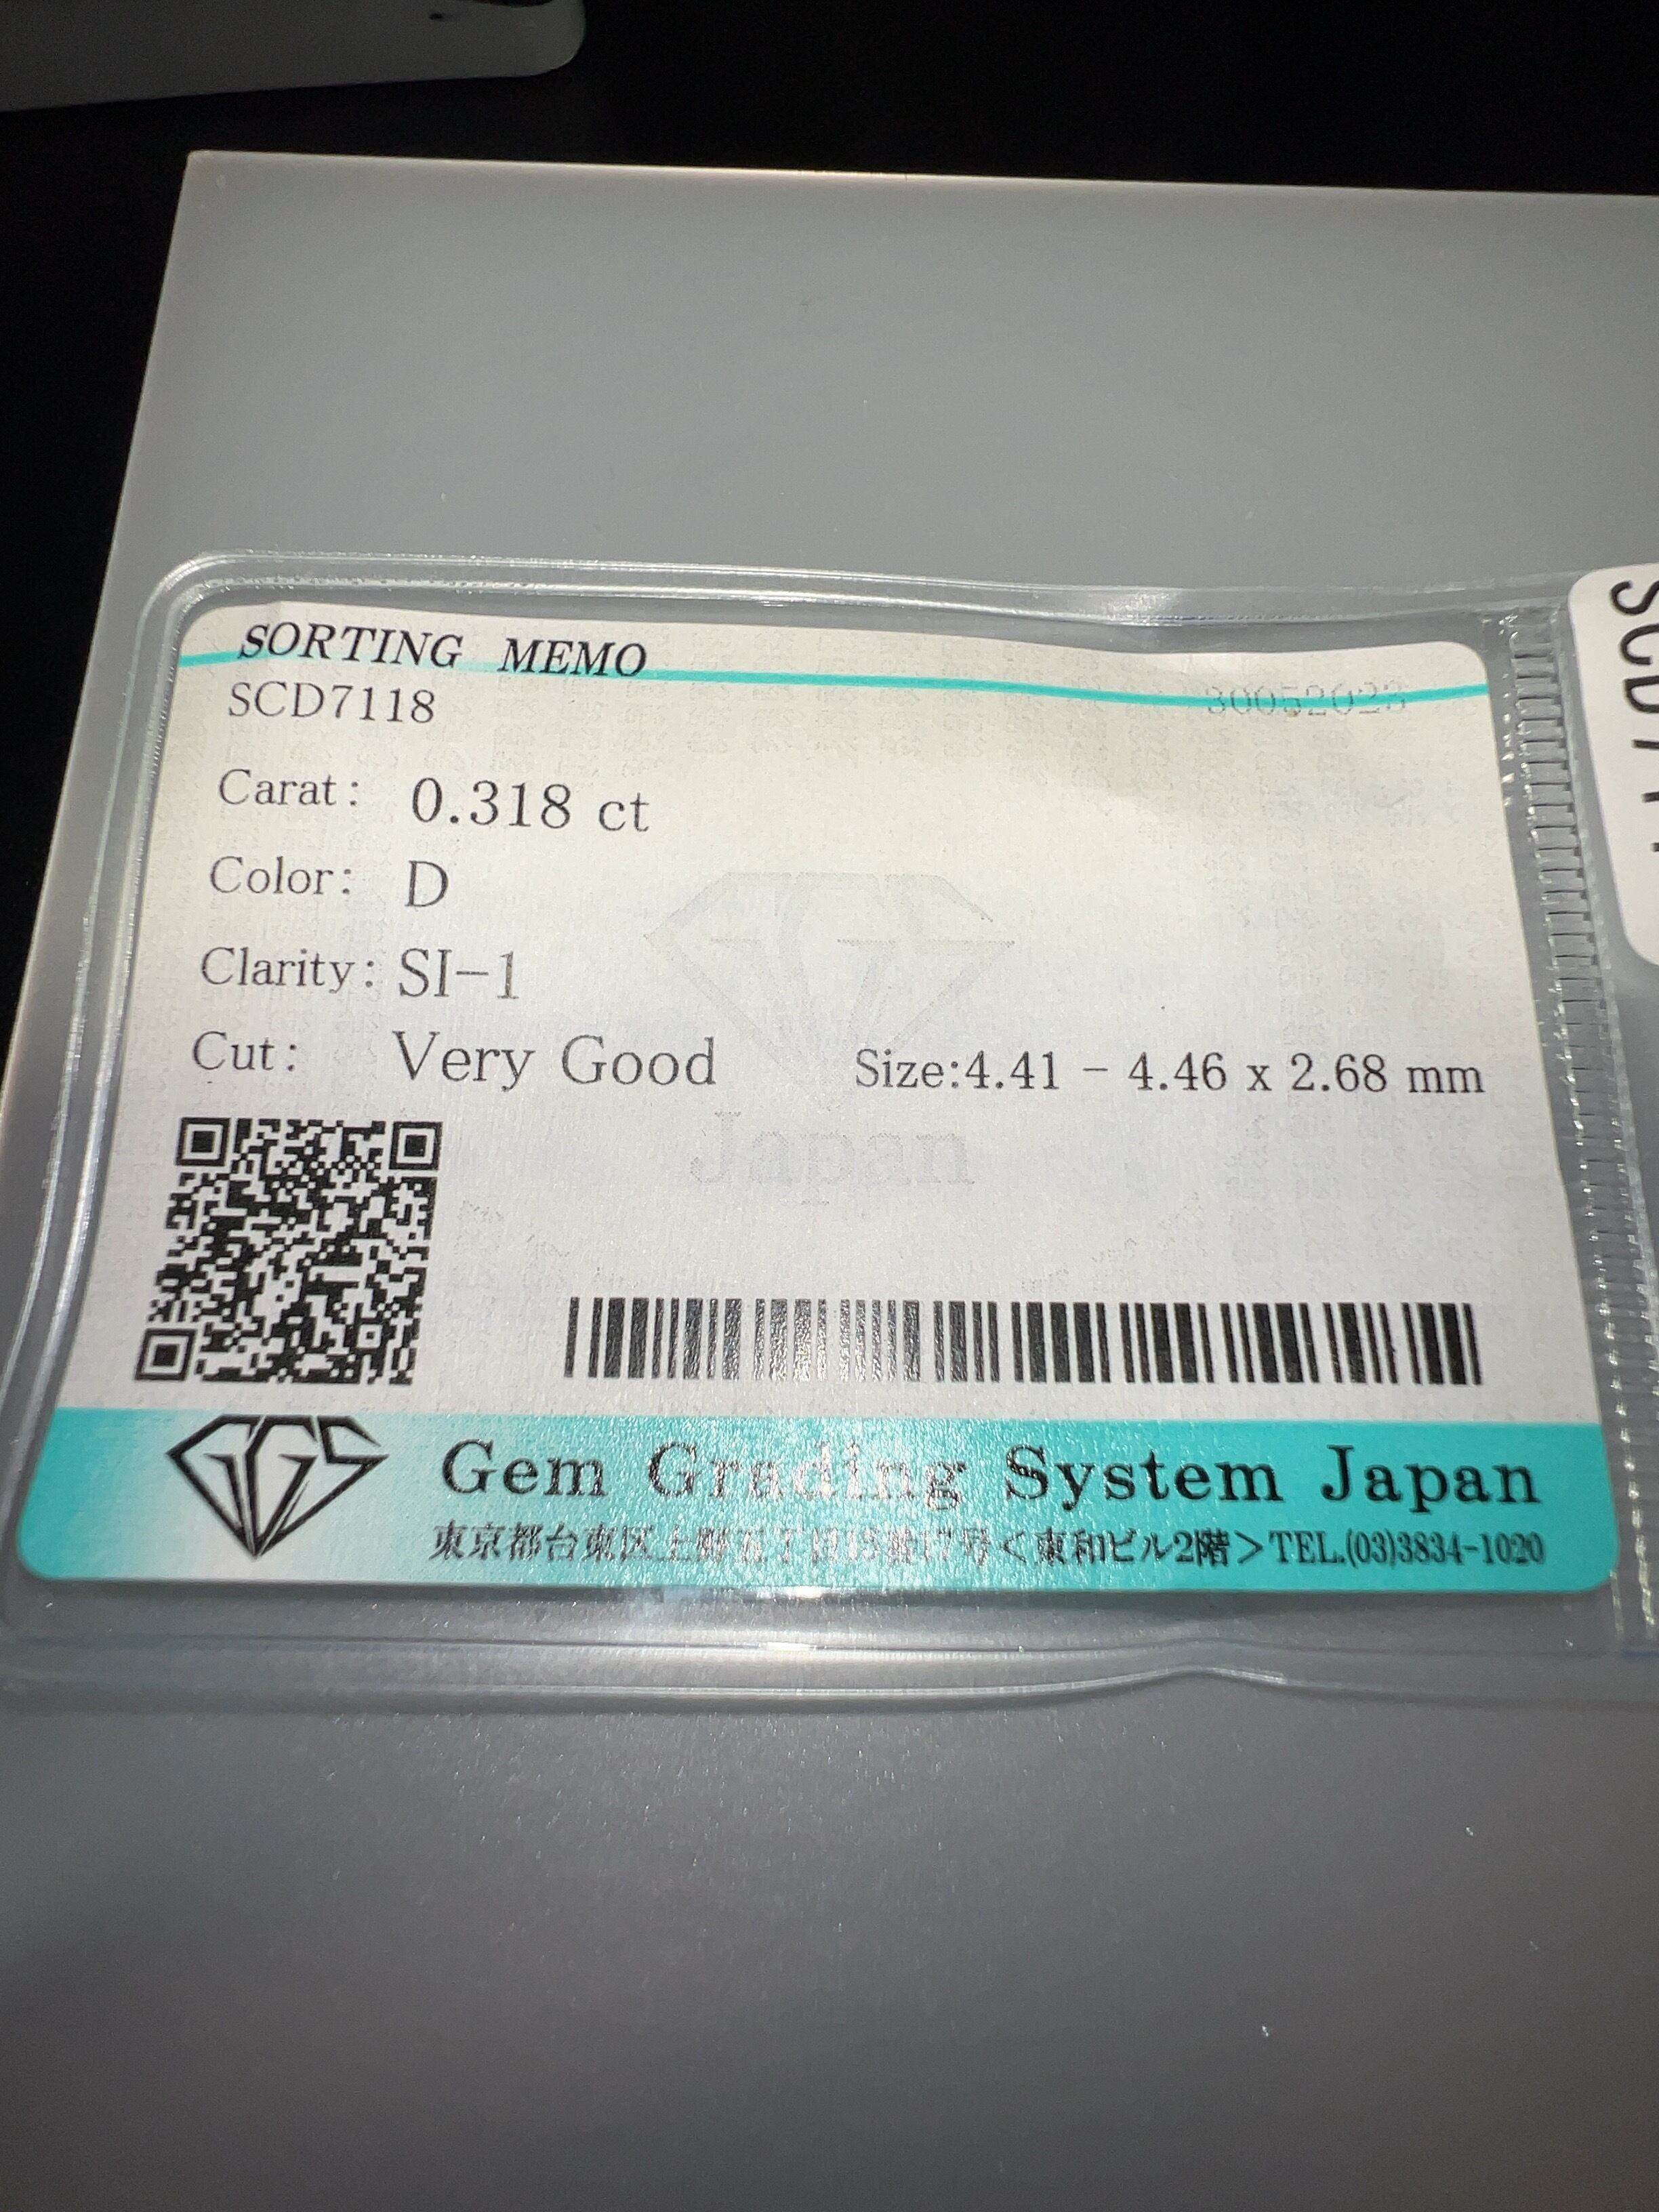 SORTING MEMO
SCD7118
30052023
Carat: 0.318 ct
Color: D
Clarity: SI-1
Cut: Very Good
Size:4.41 - 4.46 x 2.68 mm
Japan
GGS
Gem Grading System Japan
東京都台東区上野五丁目15番17号<東和ビル2階>TEL.(03)3834-1020